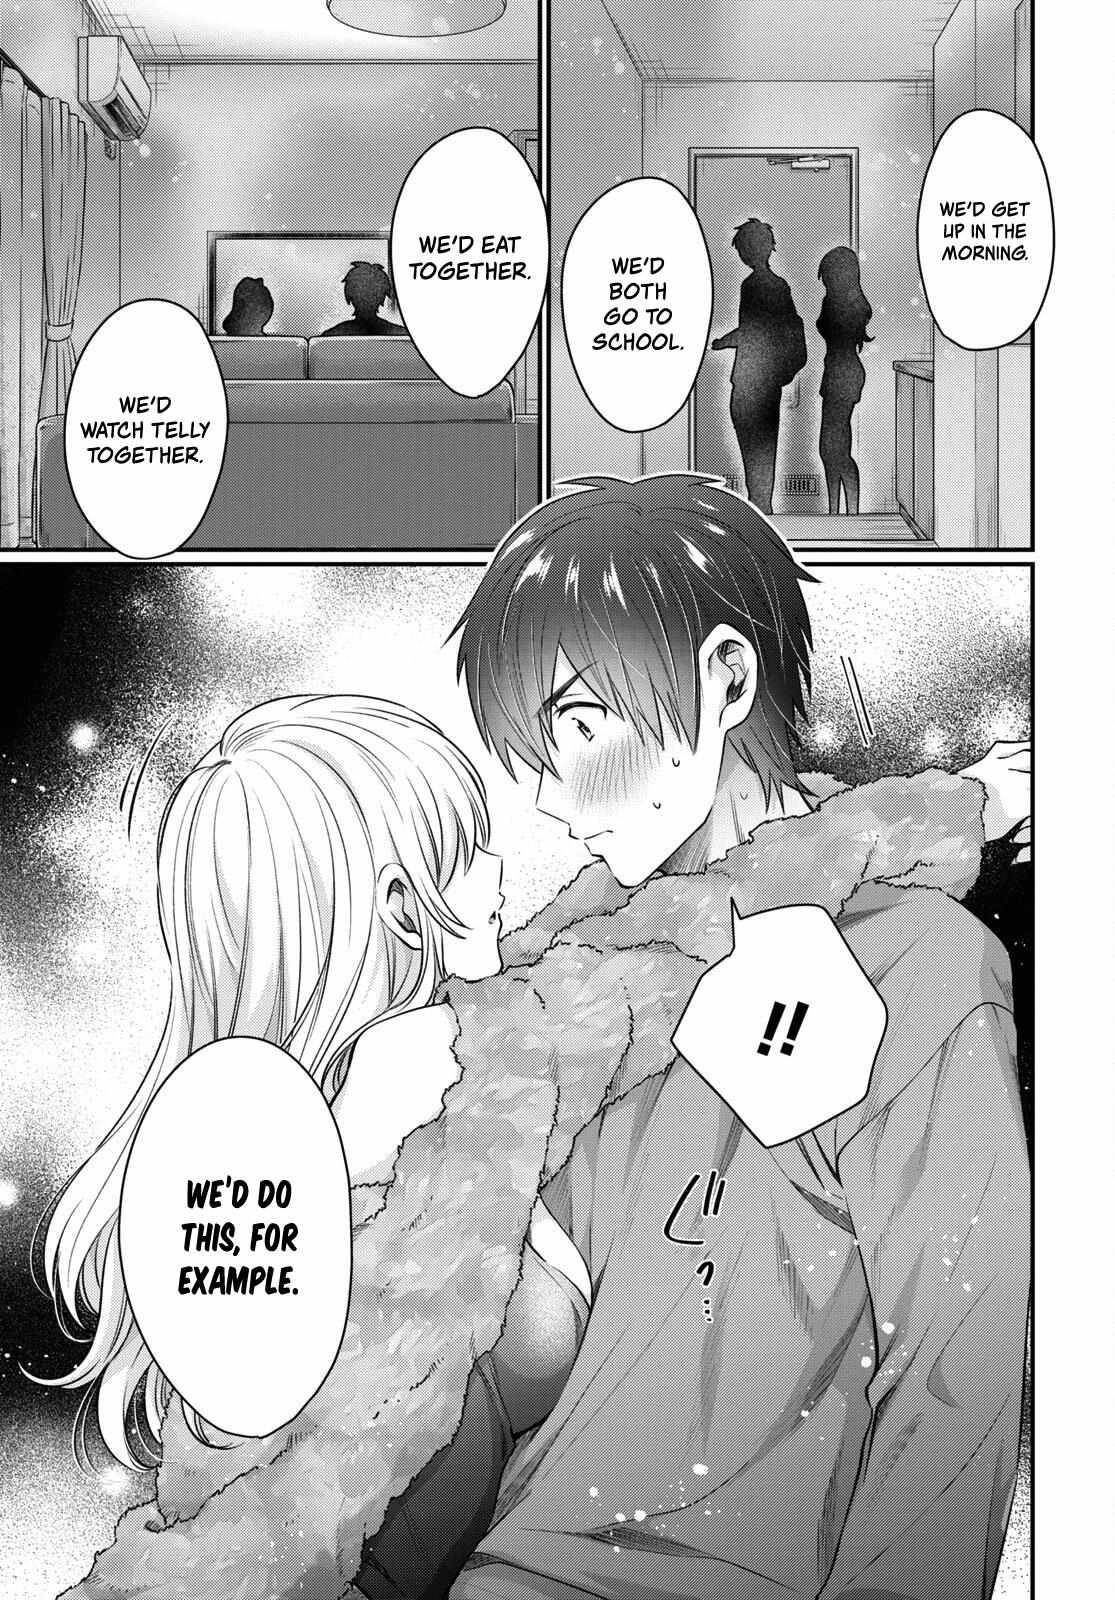 WE'D GET
UP IN THE
MORNING.
WE'D
BOTH
GO TO
SCHOOL.
WE'D EAT
TOGETHER.
WE'D
WATCH TELLY
TOGETHER.
!!
WE'D DO
THIS, FOR
EXAMPLE.